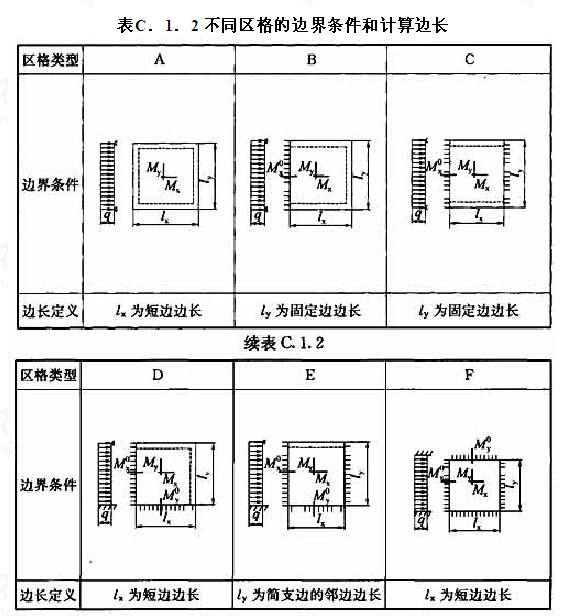 表C．1．2 不同区格的边界条件和计算边长
区格类型 A B C
边界条件
q M_y M_x l_x l_y
q M_x^0 M_y M_x l_x l_y
q M_x^0 M_y M_x l_x l_y
边长定义 l_x 为短边边长 l_y 为固定边边长 l_y 为固定边边长
续表 C.1.2
区格类型 D E F
边界条件
q M_x^0 M_y M_x M_y^0 l_x l_y
q M_x^0 M_y M_x M_y^0 l_x l_y
q M_x^0 M_y^0 M_y M_x l_x l_y
边长定义 l_x 为短边边长 l_y 为简支边的邻边边长 l_x 为短边边长